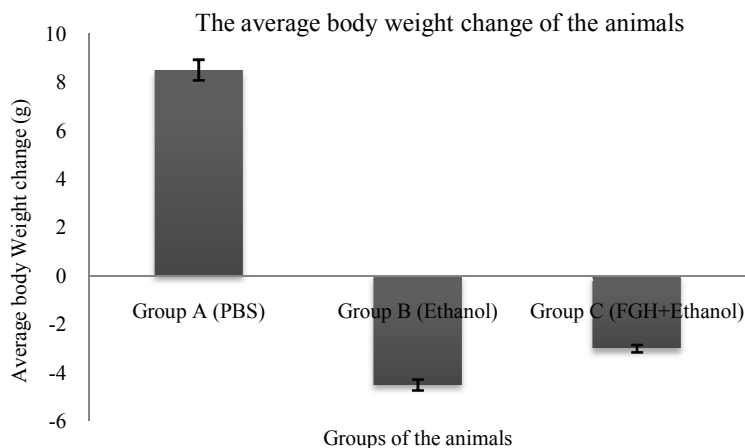 The average body weight change of the animals
Average body Weight change (g)
10
8
6
4
2
0
-2
-4
-6
Group A (PBS)
Group B (Ethanol)
Group C (FGH+Ethanol)
Groups of the animals